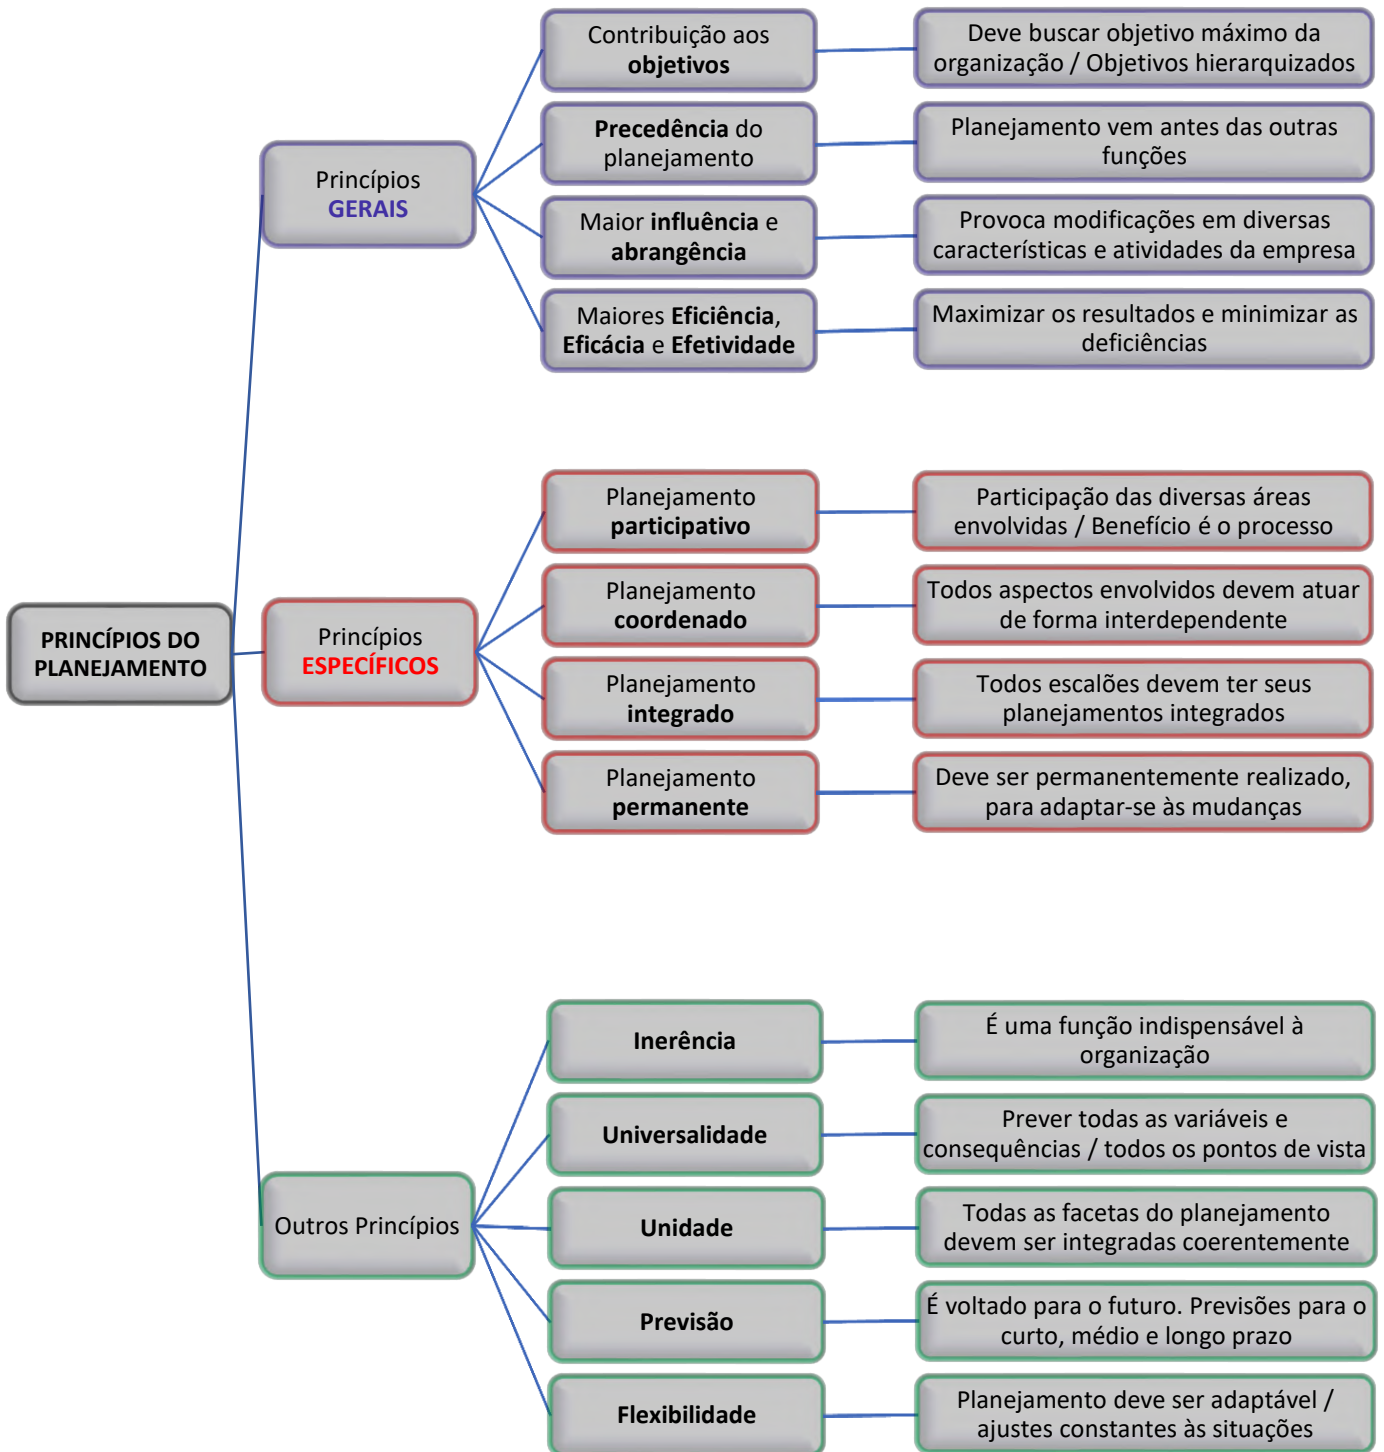 PRINCÍPIOS DO
PLANEJAMENTO
Princípios
GERAIS
Contribuição aos
objetivos
Deve buscar objetivo máximo da
organização / Objetivos hierarquizados
Precedência do
planejamento
Planejamento vem antes das outras
funções
Maior influência e
abrangência
Provoca modificações em diversas
características e atividades da empresa
Maiores Eficiência,
Eficácia e Efetividade
Maximizar os resultados e minimizar as
deficiências
Princípios
ESPECÍFICOS
Planejamento
participativo
Participação das diversas áreas
envolvidas / Benefício é o processo
Planejamento
coordenado
Todos aspectos envolvidos devem atuar
de forma interdependente
Planejamento
integrado
Todos escalões devem ter seus
planejamentos integrados
Planejamento
permanente
Deve ser permanentemente realizado,
para adaptar-se às mudanças
Outros Princípios
Inerência
É uma função indispensável à
organização
Universalidade
Prever todas as variáveis e
consequências / todos os pontos de vista
Unidade
Todas as facetas do planejamento
devem ser integradas coerentemente
Previsão
É voltado para o futuro. Previsões para o
curto, médio e longo prazo
Flexibilidade
Planejamento deve ser adaptável /
ajustes constantes às situações